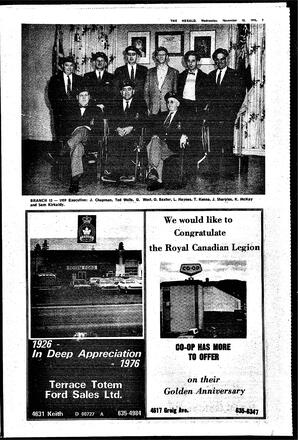 THE HERALD, Wednesday, November 10, 1976,
BRANCH 13 — 1976 Executive: J. Chapman, Ted Wells, G. West, O. Baxter, L. Haynes, T. Kenna, J. Sharples, K. McKay
and Sam Kirkaldy.
TOTEM FORD
1926 -
In Deep Appreciation
- 1976
Terrace Totem
Ford Sales Ltd.
4631 Keith D 00727 A 635-4984
We would like to
Congratulate
the Royal Canadian Legion
CO-OP
CO-OP HAS MORE
TO OFFER
on their
Golden Anniversary
4617 Greig Ave. 635-6347